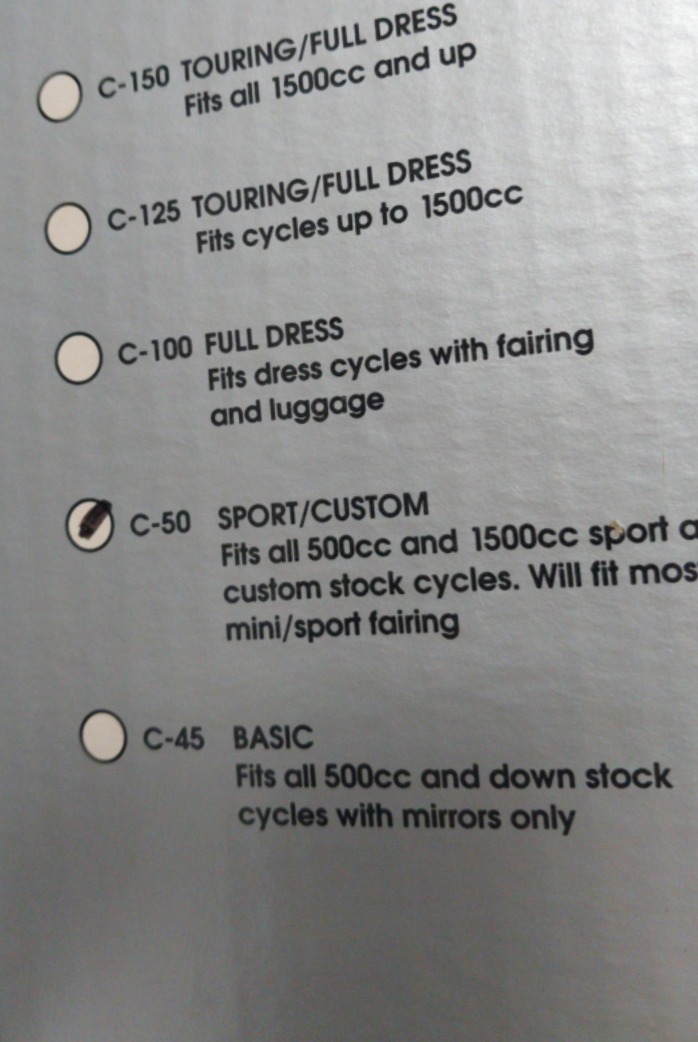 C-150 TOURING/FULL DRESS
Fits all 1500cc and up
C-125 TOURING/FULL DRESS
Fits cycles up to 1500cc
C-100 FULL DRESS
Fits dress cycles with fairing
and luggage
C-50 SPORT/CUSTOM
Fits all 500cc and 1500cc sport
custom stock cycles. Will fit
mini/sport fairing
C-45 BASIC
Fits all 500cc and down stock
cycles with mirrors only